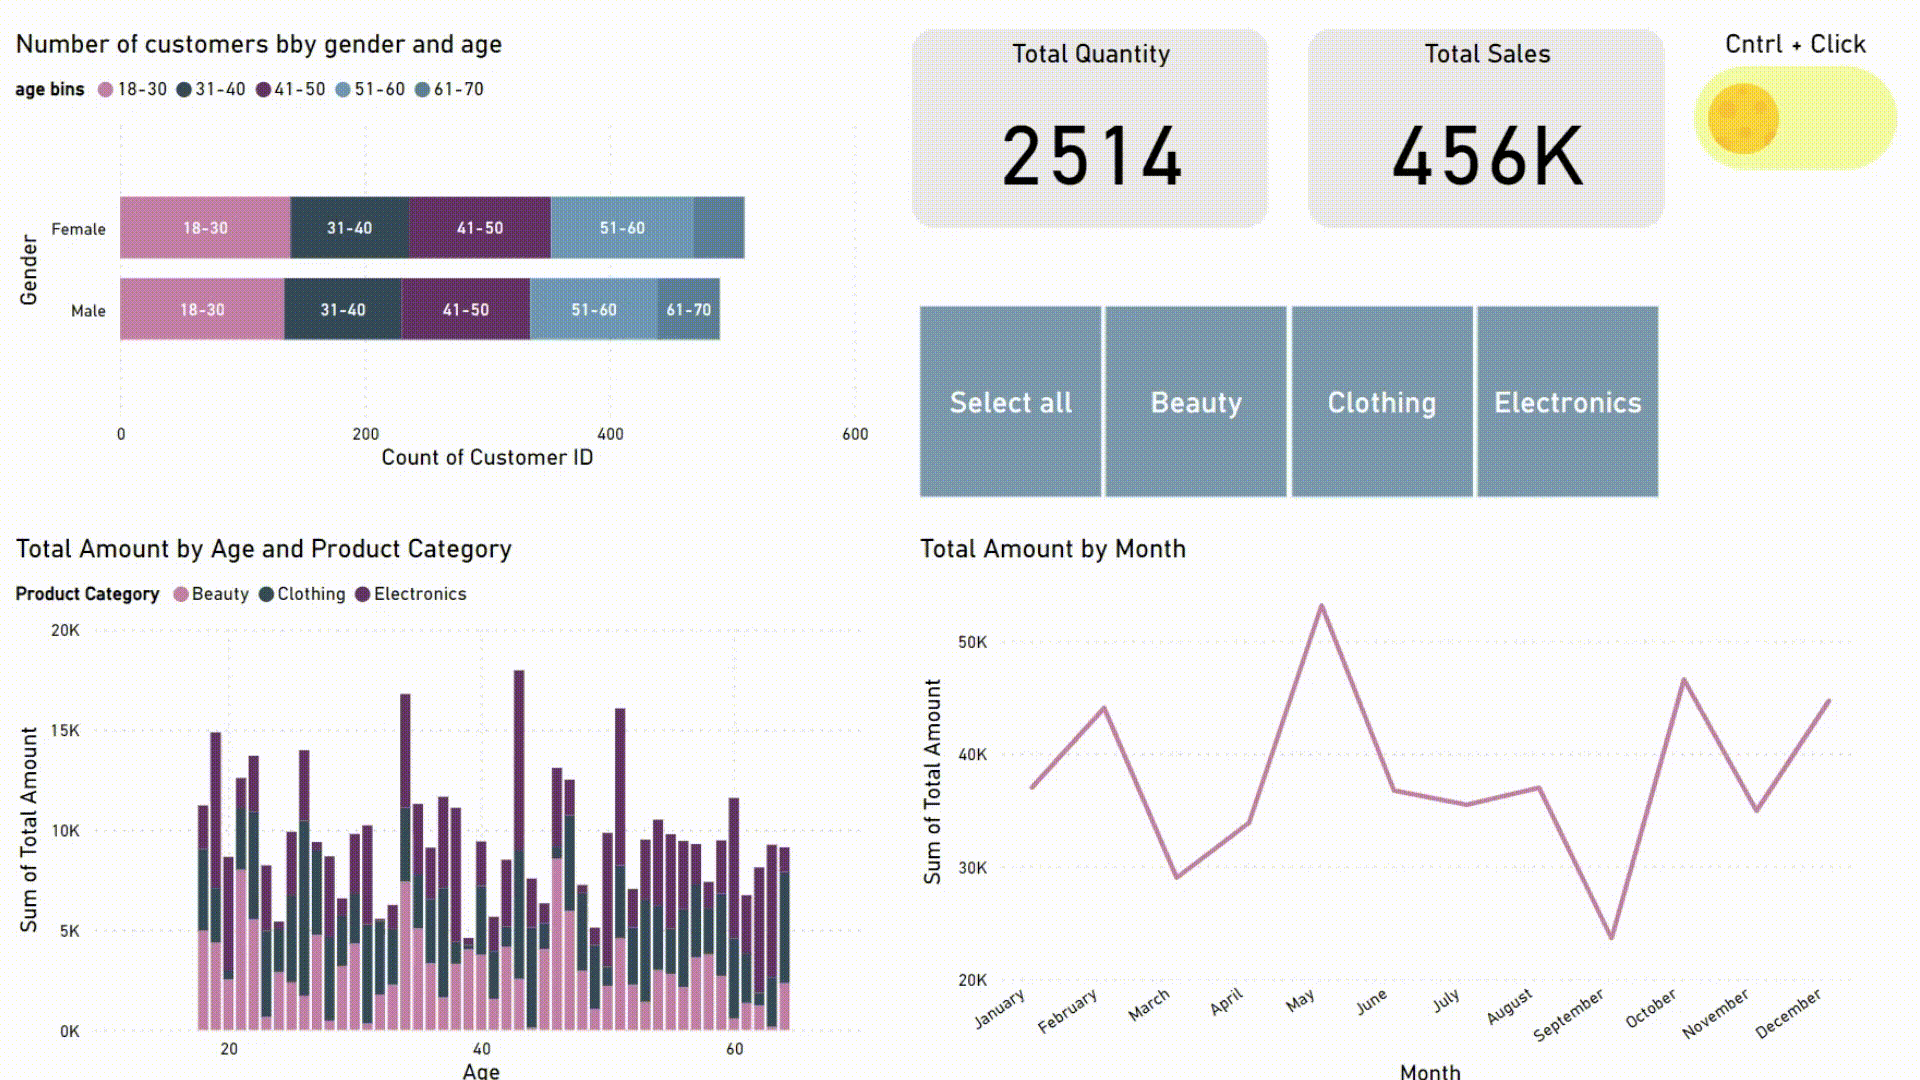 Number of customers bby gender and age
age bins 18-30 31-40 41-50 51-60 61-70
Gender
Female
18-30 31-40 41-50 51-60
Male
18-30 31-40 41-50 51-60 61-70
0 200 400 600
Count of Customer ID
Total Quantity
2514
Total Sales
456K
Cntrl + Click
Select all
Beauty
Clothing
Electronics
Total Amount by Age and Product Category
Product Category Beauty Clothing Electronics
Sum of Total Amount
20K
15K
10K
5K
0K
20 40 60
Age
Total Amount by Month
Sum of Total Amount
50K
40K
30K
20K
January February March April May June July August September October November December
Month